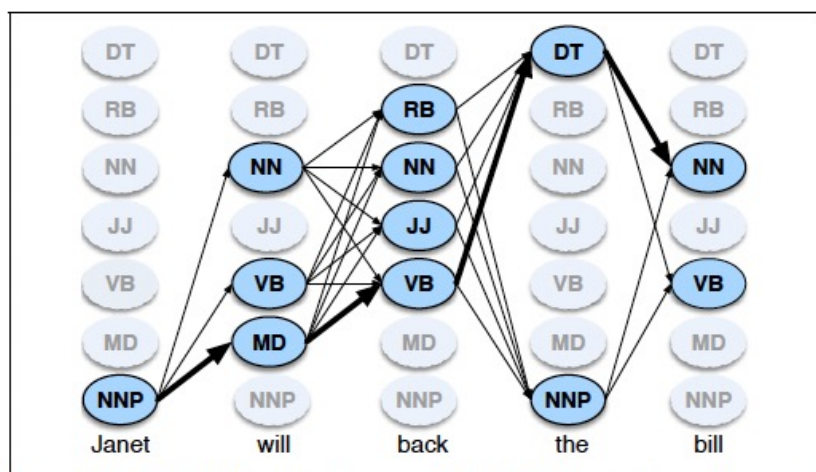 DT DT DT DT DT
RB RB RB RB RB
NN NN NN NN NN
JJ JJ JJ JJ JJ
VB VB VB VB VB
MD MD MD MD MD
NNP NNP NNP NNP NNP
Janet will back the bill